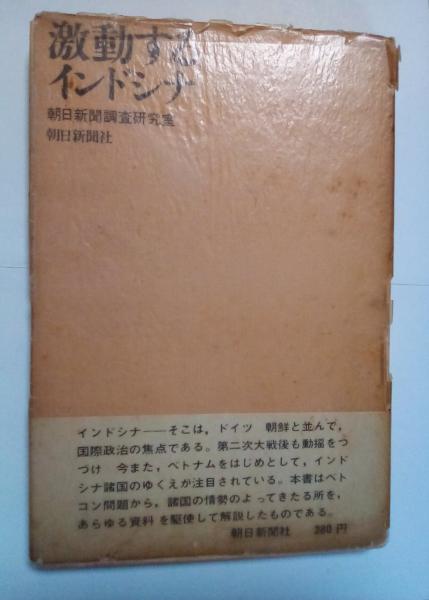 激動する
インドシナ
朝日新聞調査研究室
朝日新聞社
インドシナ――そこは，ドイツ　朝鮮と並んで，
国際政治の焦点である。第二次大戦後も動揺をつ
づけ　今また，ベトナムをはじめとして，インド
シナ諸国のゆくえが注目されている。本書はベト
コン問題から，諸国の情勢のよってきたる所を，
あらゆる資料を駆使して解説したものである。
朝日新聞社　280円